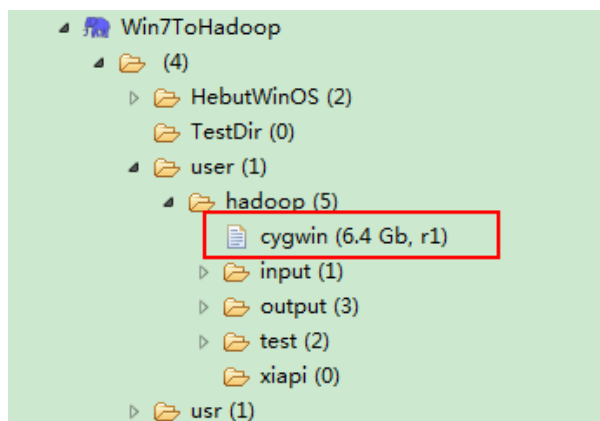 Win7ToHadoop
(4)
HebutWinOS (2)
TestDir (0)
user (1)
hadoop (5)
cygwin (6.4 Gb, r1)
input (1)
output (3)
test (2)
xiapi (0)
usr (1)